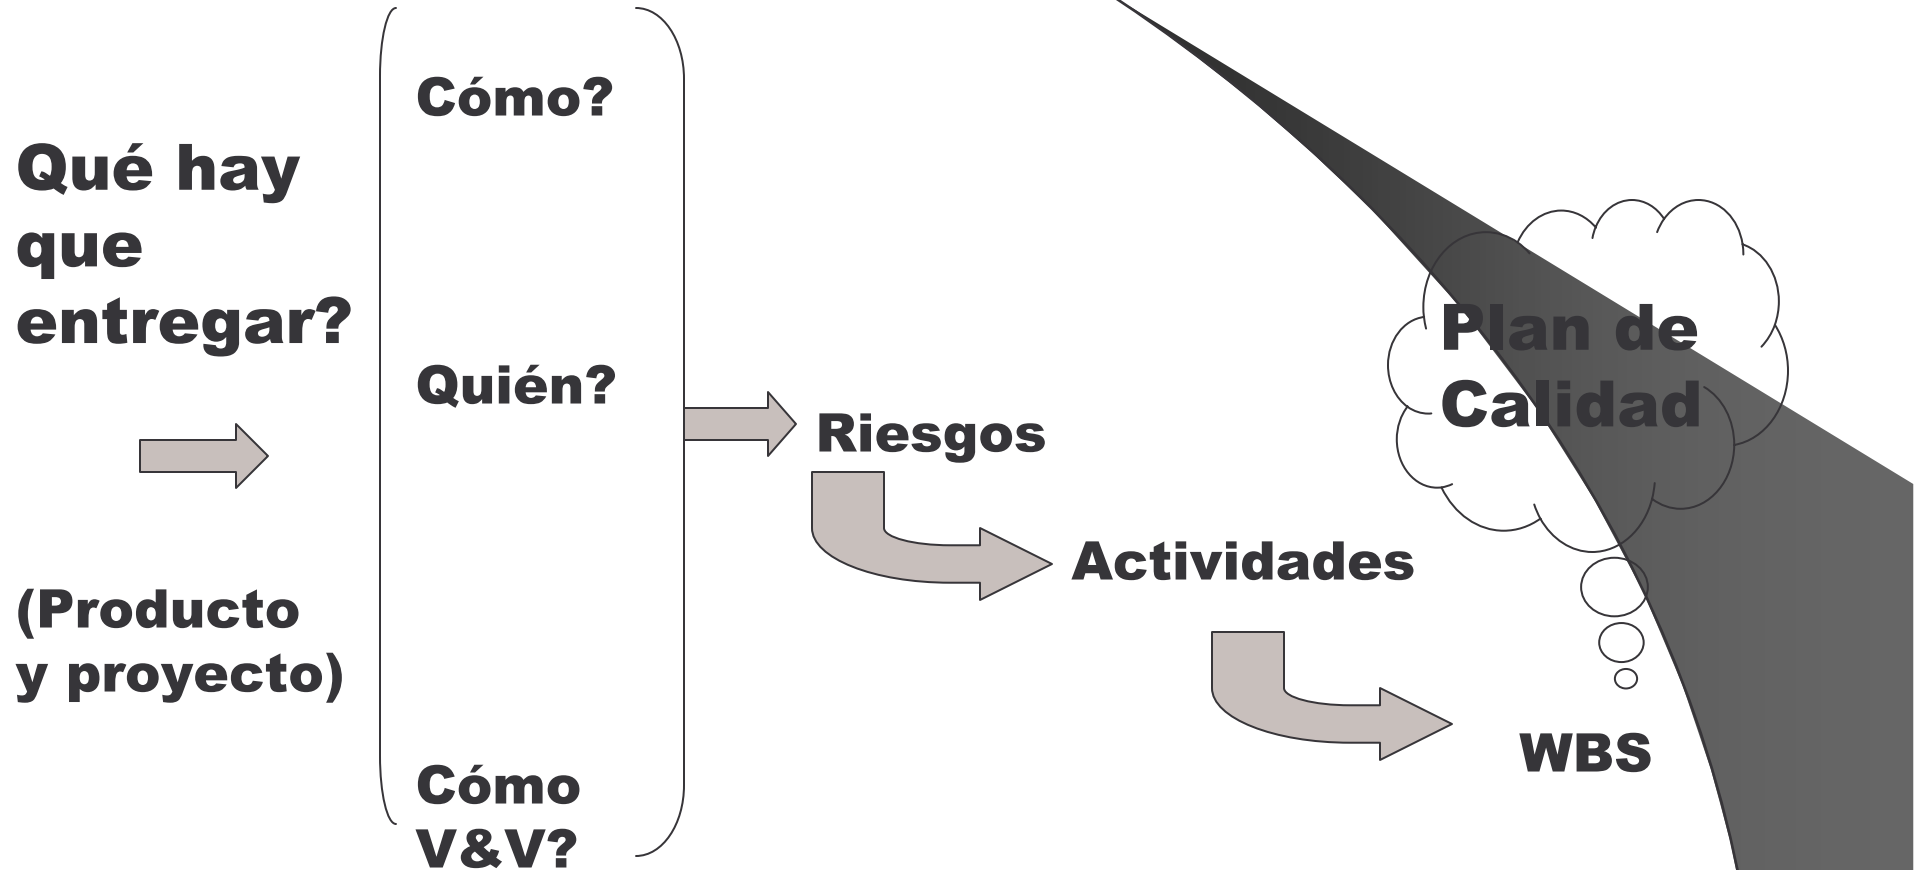 Qué hay
que
entregar?
(Producto
y proyecto)
Cómo?
Quién?
Cómo
V&V?
Riesgos
Actividades
WBS
Plan de
Calidad